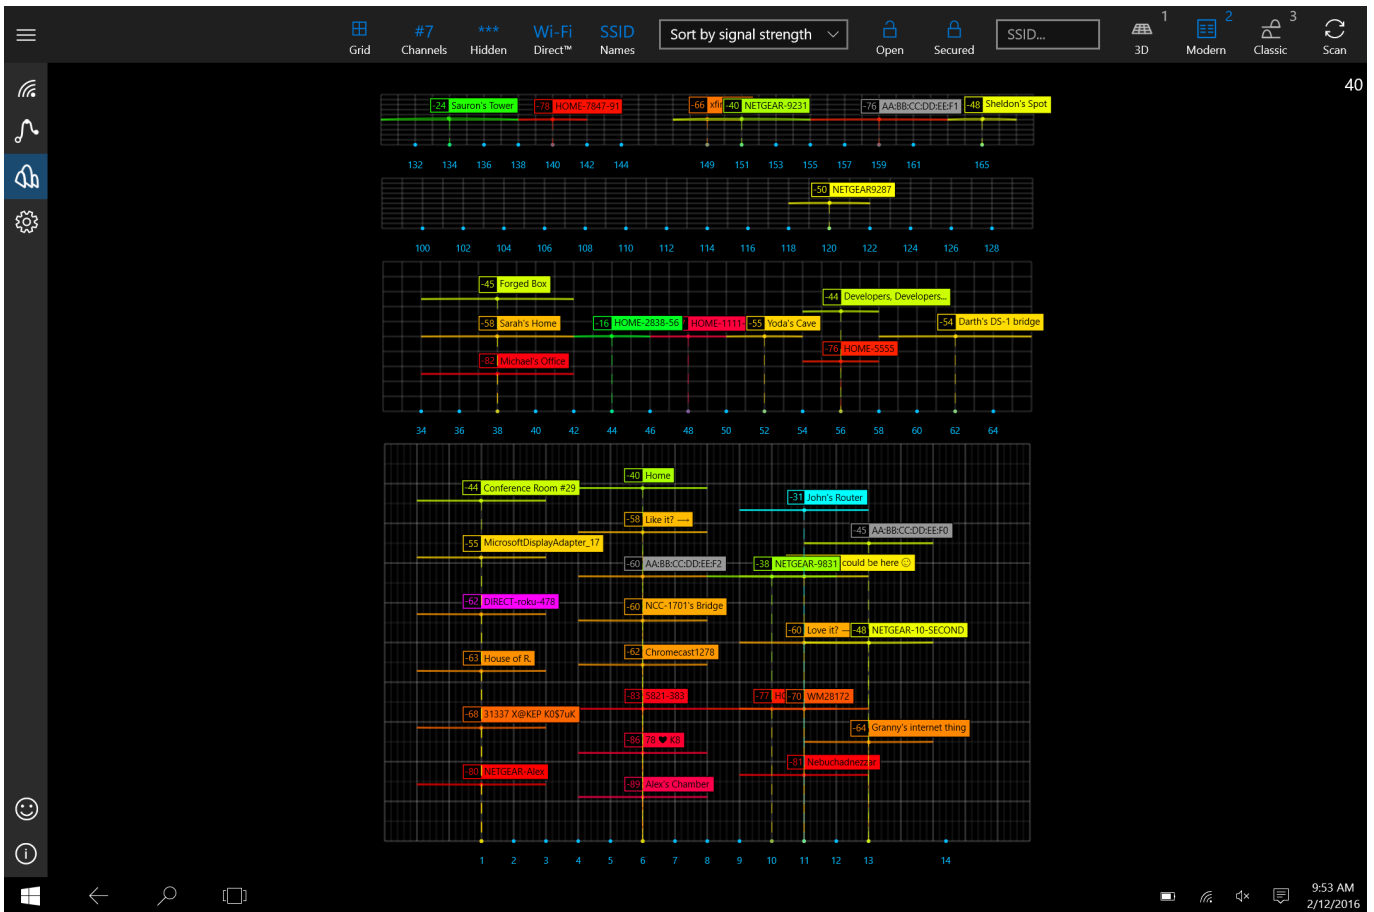 #7 *** Wi-Fi SSID 1 2 3
Sort by signal strength SSID...
Grid Channels Hidden Direct™ Names Open Secured 3D Modern Classic Scan
40
-24 Sauron's Tower -78 HOME-7847-91 -66 -40 NETGEAR-9231 -76 AA:BB:CC:DD:EE:F1 -48 Sheldon's Spot
132 134 136 138 140 142 144 149 151 153 155 157 159 161 165
-50 NETGEAR9287
100 102 104 106 108 110 112 114 116 118 120 122 124 126 128
-45 Forged Box
-44 Developers, Developers...
-58 Sarah's Home -16 HOME-2838-56 HOME-1111 -55 Yoda's Cave -54 Darth's DS-1 bridge
-76 HOME-5555
-82 Michael's Office
34 36 38 40 42 44 46 48 50 52 54 56 58 60 62 64
-40 Home
-44 Conference Room #29
-31 John's Router
-58 Like it? →
-45 AA:BB:CC:DD:EE:F0
-55 MicrosoftDisplayAdapter_17
-60 AA:BB:CC:DD:EE:F2 -38 NETGEAR-9831 could be here ☺
-62 DIRECT-roku-478
-60 NCC-1701's Bridge
-60 Love it? -48 NETGEAR-10-SECOND
-63 House of R.
-62 Chromecast1278
-83 5821-383 -77 -70 WM28172
-68 31337 X@KEP K0$7uK
-64 Granny's internet thing
-86 78 ♥ K8
-81 Nebuchadnezzar
-80 NETGEAR-Alex
-89 Alex's Chamber
1 2 3 4 5 6 7 8 9 10 11 12 13 14
9:53 AM
2/12/2016